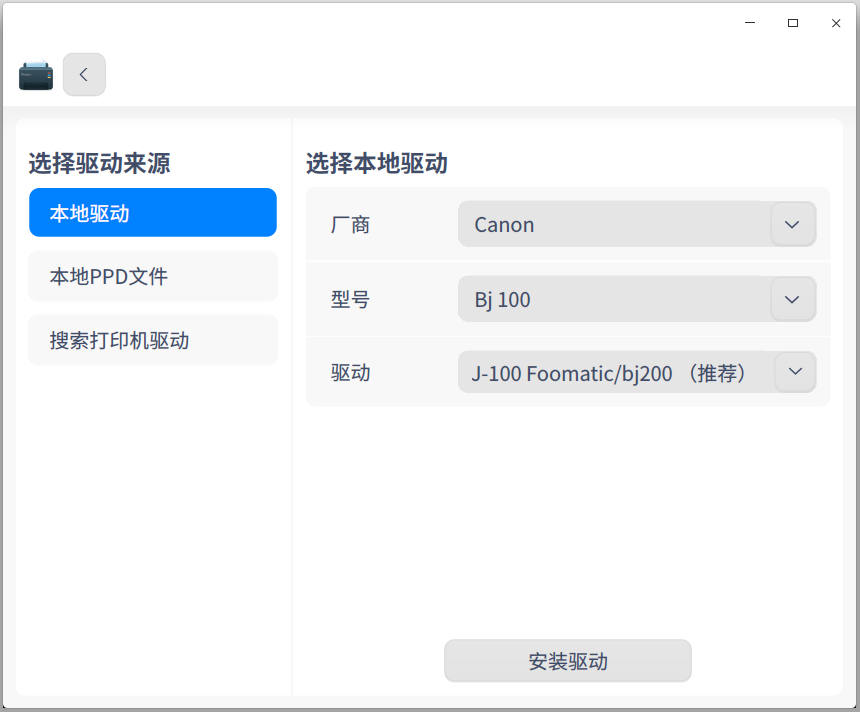 选择驱动来源
本地驱动
本地PPD文件
搜索打印机驱动
选择本地驱动
厂商 Canon
型号 Bj 100
驱动 J-100 Foomatic/bj200 （推荐）
安装驱动